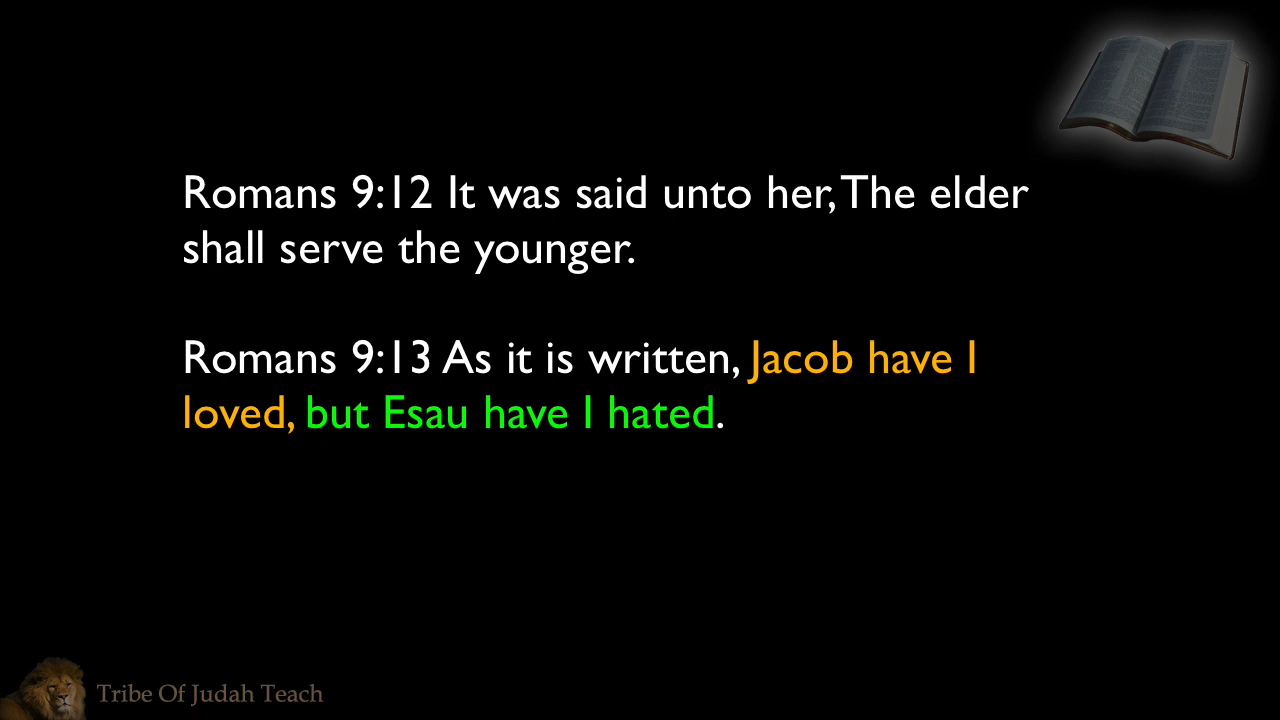 Romans 9:12 It was said unto her, The elder
shall serve the younger.
Romans 9:13 As it is written, Jacob have I
loved, but Esau have I hated.
Tribe Of Judah Teach